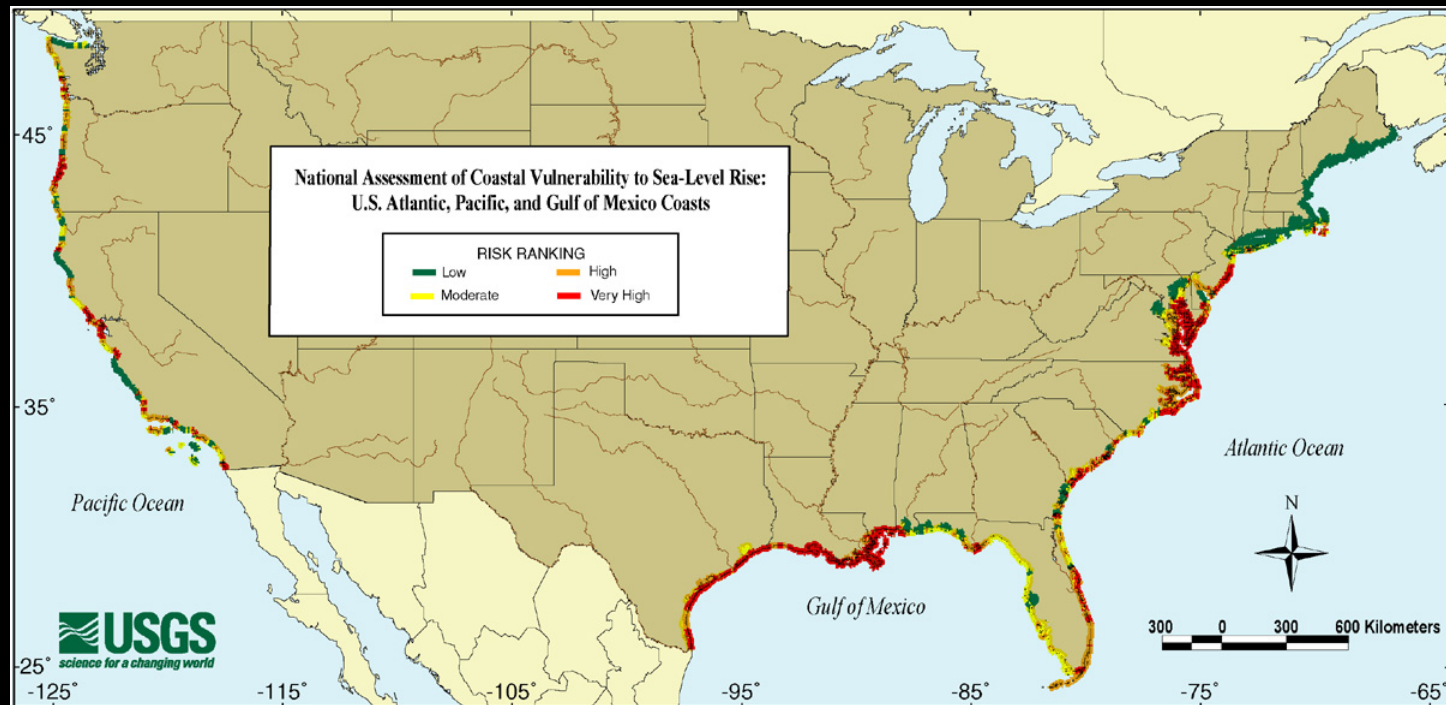 National Assessment of Coastal Vulnerability to Sea-Level Rise:
U.S. Atlantic, Pacific, and Gulf of Mexico Coasts
RISK RANKING
Low
High
Moderate
Very High
45°
35°
25°
Pacific Ocean
Atlantic Ocean
Gulf of Mexico
N
USGS
science for a changing world
300 0 300 600 Kilometers
-125° -115° -105° -95° -85° -75° -65°